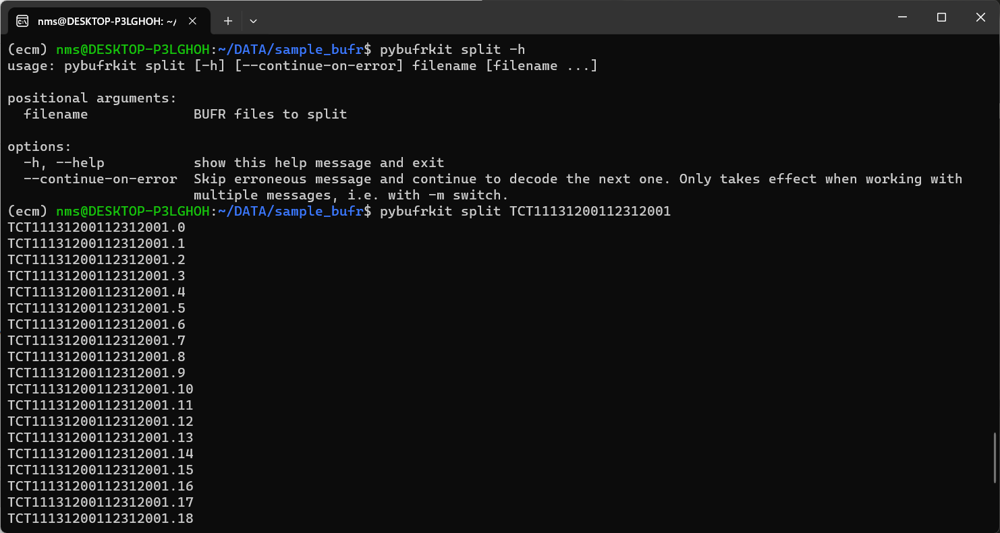 nms@DESKTOP-P3LGHOH: ~/
(ecm) nms@DESKTOP-P3LGHOH:~/DATA/sample_bufr$ pybufrkit split -h
usage: pybufrkit split [-h] [--continue-on-error] filename [filename ...]
positional arguments:
  filename             BUFR files to split
options:
  -h, --help           show this help message and exit
  --continue-on-error  Skip erroneous message and continue to decode the next one. Only takes effect when working with
                       multiple messages, i.e. with -m switch.
(ecm) nms@DESKTOP-P3LGHOH:~/DATA/sample_bufr$ pybufrkit split TCT11131200112312001
TCT11131200112312001.0
TCT11131200112312001.1
TCT11131200112312001.2
TCT11131200112312001.3
TCT11131200112312001.4
TCT11131200112312001.5
TCT11131200112312001.6
TCT11131200112312001.7
TCT11131200112312001.8
TCT11131200112312001.9
TCT11131200112312001.10
TCT11131200112312001.11
TCT11131200112312001.12
TCT11131200112312001.13
TCT11131200112312001.14
TCT11131200112312001.15
TCT11131200112312001.16
TCT11131200112312001.17
TCT11131200112312001.18